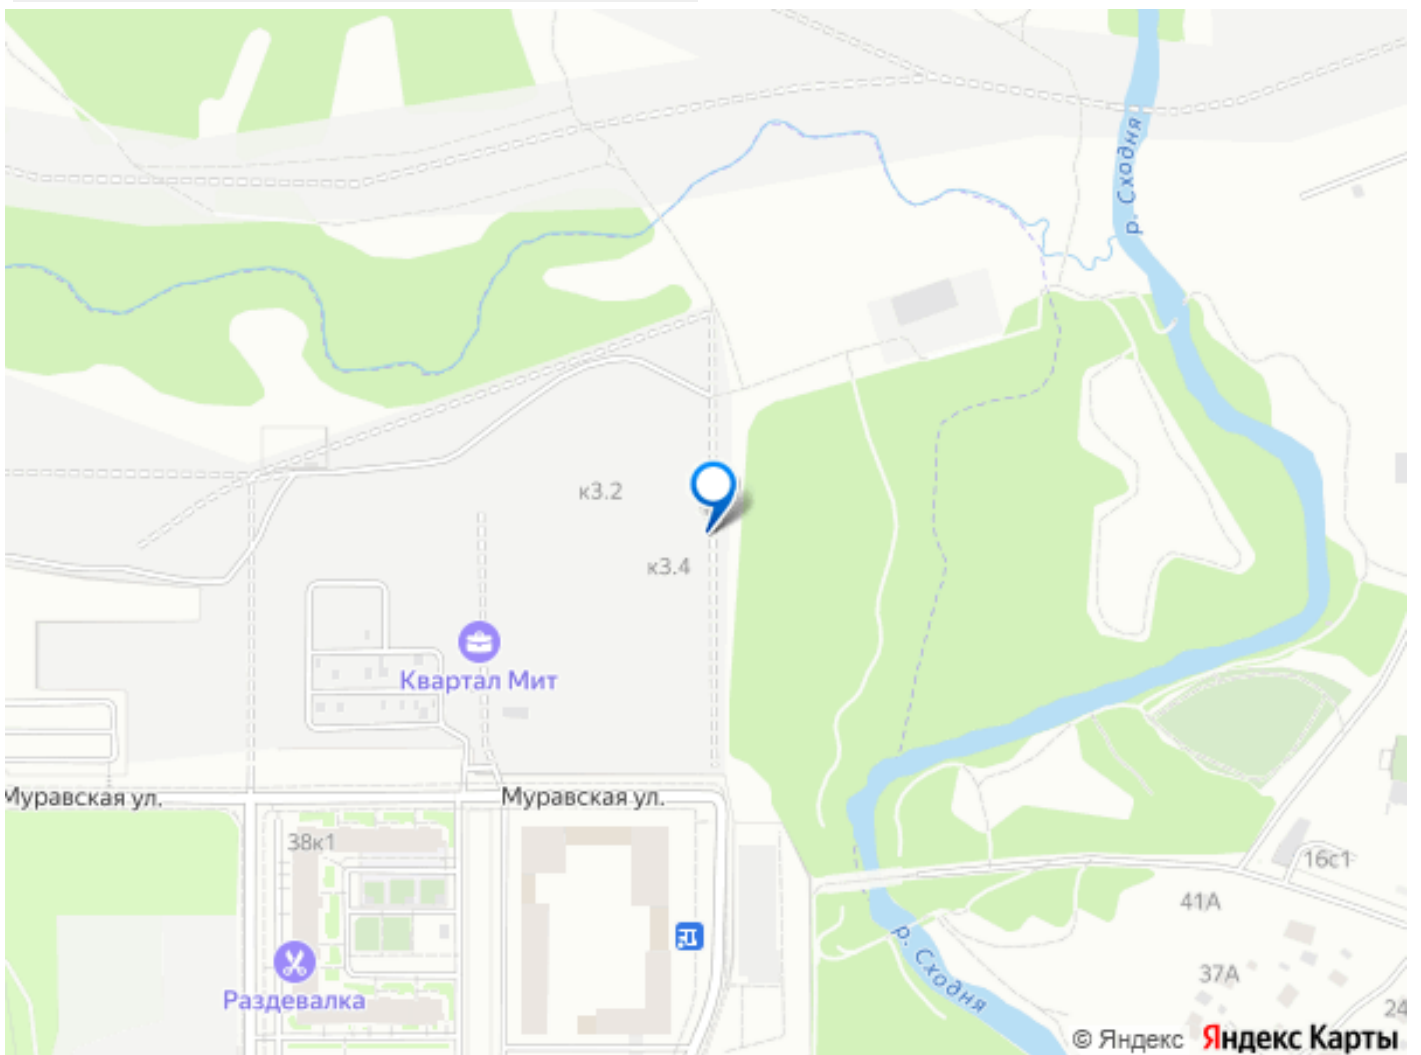 р. Сходня
к3.2
к3.4
Квартал Мит
Муравская ул.
Муравская ул.
38к1
16с1
41А
р. Сходня
37А
Раздевалка
24
© Яндекс Яндекс Карты